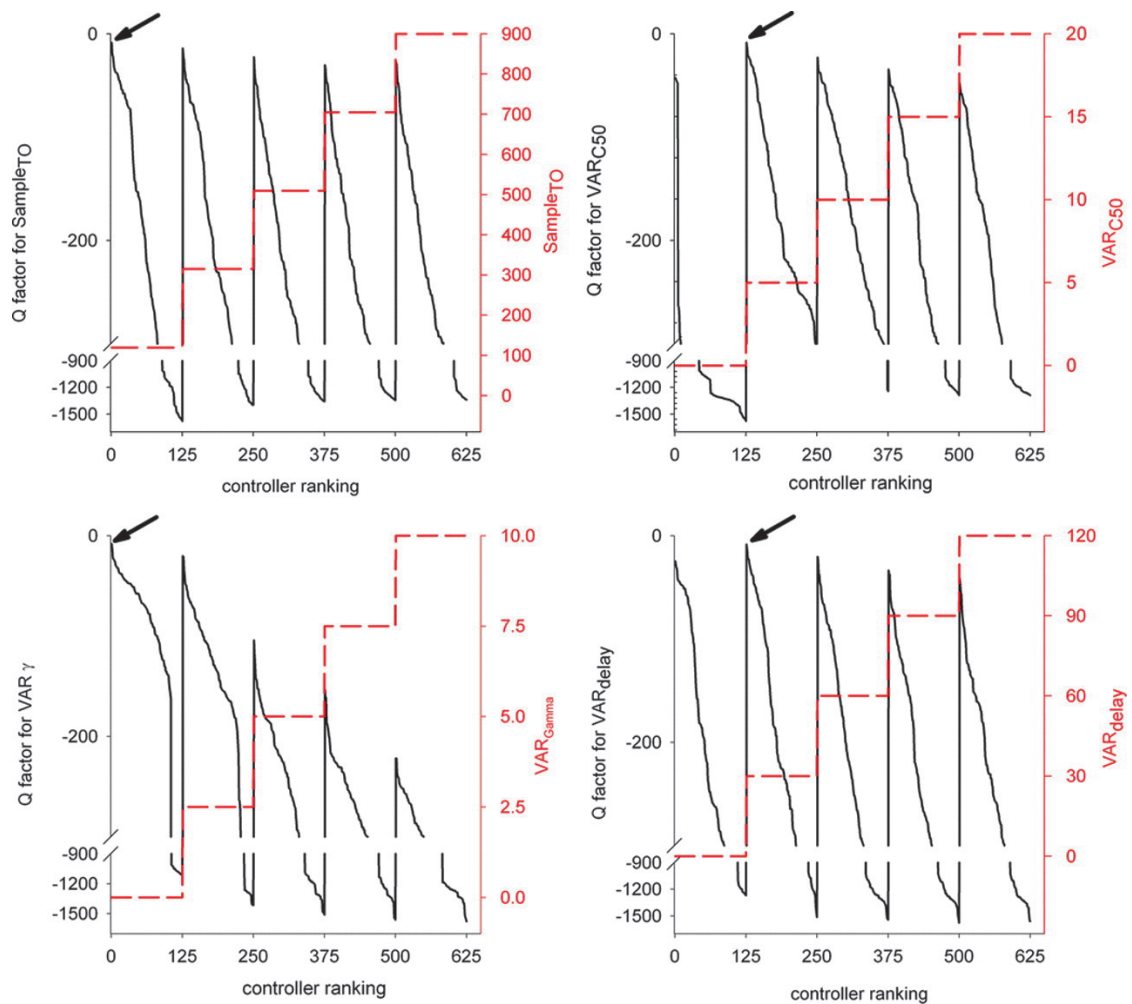 0
-200
-900
-1200
-1500
Q factor for SampleTO
900
800
700
600
500
400
300
200
100
0
SampleTO
0 125 250 375 500 625
controller ranking
0
-200
-900
-1200
-1500
Q factor for VARC50
20
15
10
5
0
VARC50
0 125 250 375 500 625
controller ranking
0
-200
-900
-1200
-1500
Q factor for VAR γ
10.0
7.5
5.0
2.5
0.0
VARGamma
0 125 250 375 500 625
controller ranking
0
-200
-900
-1200
-1500
Q factor for VARdelay
120
90
60
30
0
VARdelay
0 125 250 375 500 625
controller ranking